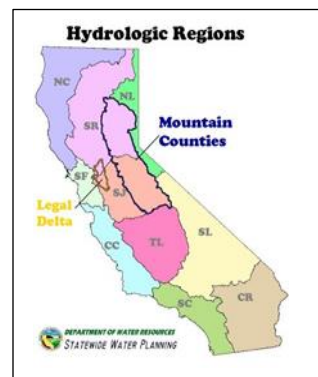 Hydrologic Regions
NC
NL
SR
Mountain
Counties
SF
Legal
Delta
SJ
CC
TL
SL
SC
CR
DEPARTMENT OF WATER RESOURCES
STATEWIDE WATER PLANNING